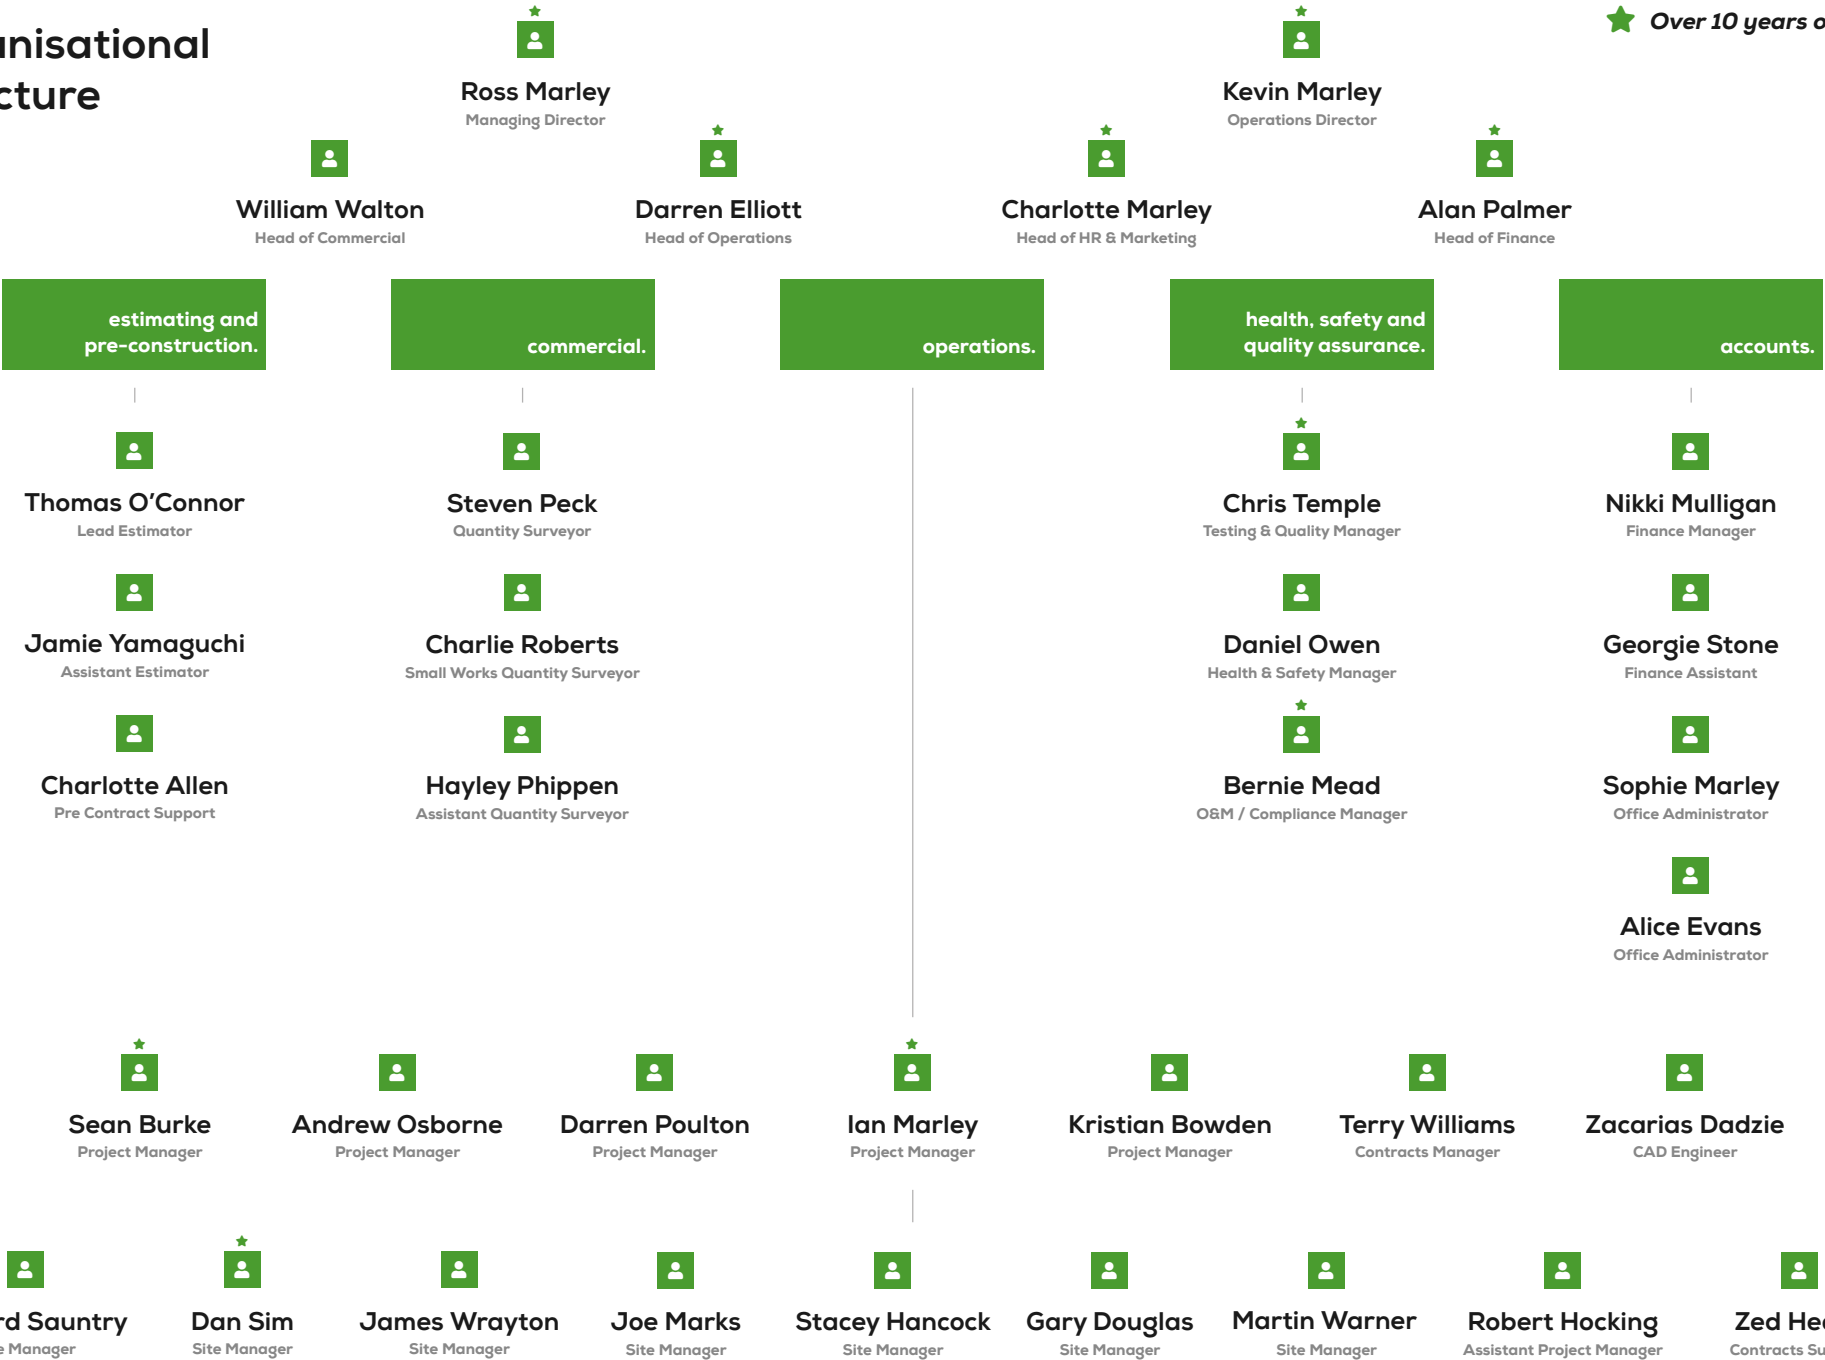 anisational
cture
Over 10 years o
Ross Marley
Managing Director
Kevin Marley
Operations Director
William Walton
Head of Commercial
Darren Elliott
Head of Operations
Charlotte Marley
Head of HR & Marketing
Alan Palmer
Head of Finance
estimating and
pre-construction.
commercial.
operations.
health, safety and
quality assurance.
accounts.
Thomas O’Connor
Lead Estimator
Steven Peck
Quantity Surveyor
Chris Temple
Testing & Quality Manager
Nikki Mulligan
Finance Manager
Jamie Yamaguchi
Assistant Estimator
Charlie Roberts
Small Works Quantity Surveyor
Daniel Owen
Health & Safety Manager
Georgie Stone
Finance Assistant
Charlotte Allen
Pre Contract Support
Hayley Phippen
Assistant Quantity Surveyor
Bernie Mead
O&M / Compliance Manager
Sophie Marley
Office Administrator
Alice Evans
Office Administrator
Sean Burke
Project Manager
Andrew Osborne
Project Manager
Darren Poulton
Project Manager
Ian Marley
Project Manager
Kristian Bowden
Project Manager
Terry Williams
Contracts Manager
Zacarias Dadzie
CAD Engineer
rd Sauntry
e Manager
Dan Sim
Site Manager
James Wrayton
Site Manager
Joe Marks
Site Manager
Stacey Hancock
Site Manager
Gary Douglas
Site Manager
Martin Warner
Site Manager
Robert Hocking
Assistant Project Manager
Zed Hea
Contracts Su